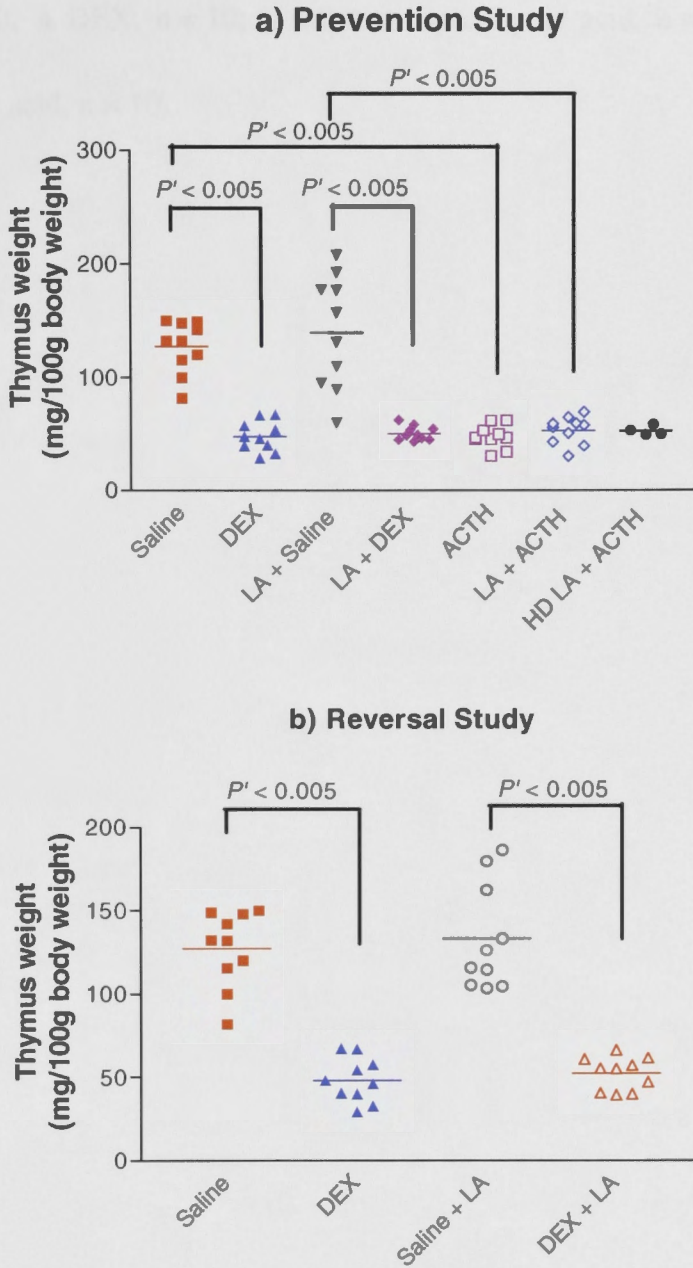 a) Prevention Study
P' < 0.005
P' < 0.005
P' < 0.005
P' < 0.005
Thymus weight
(mg/100g body weight)
300
200
100
0
Saline
DEX
LA + Saline
LA + DEX
ACTH
LA + ACTH
HD LA + ACTH
b) Reversal Study
P' < 0.005
P' < 0.005
Thymus weight
(mg/100g body weight)
200
150
100
50
0
Saline
DEX
Saline + LA
DEX + LA